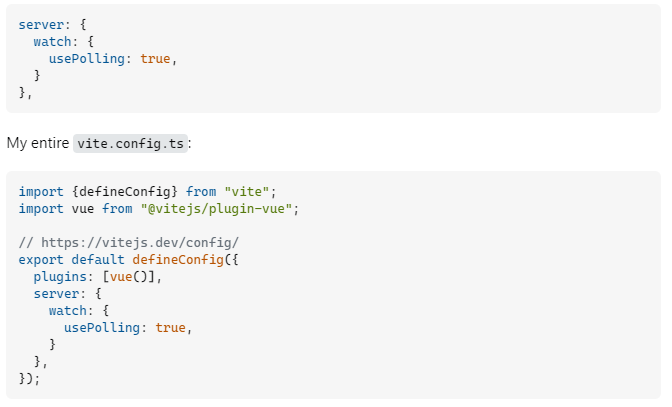 server: {
  watch: {
    usePolling: true,
  }
},
My entire vite.config.ts:
import {defineConfig} from "vite";
import vue from "@vitejs/plugin-vue";
// https://vitejs.dev/config/
export default defineConfig({
  plugins: [vue()],
  server: {
    watch: {
      usePolling: true,
    }
  },
});